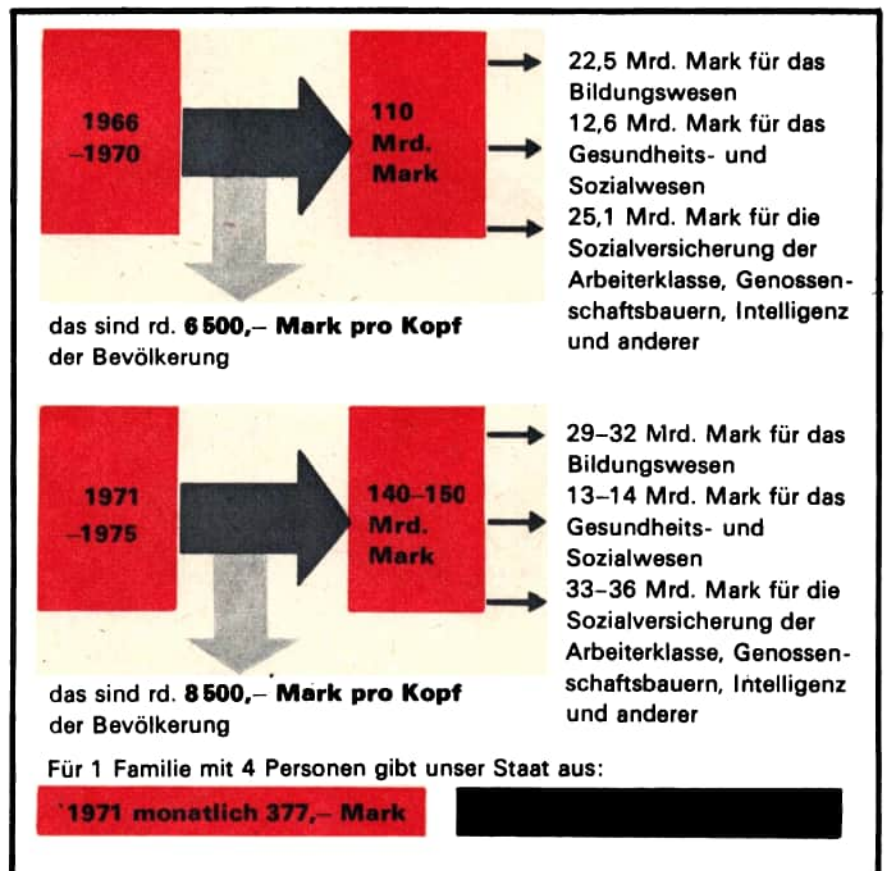 1966
–1970
110
Mrd.
Mark
22,5 Mrd. Mark für das
Bildungswesen
12,6 Mrd. Mark für das
Gesundheits- und
Sozialwesen
25,1 Mrd. Mark für die
Sozialversicherung der
Arbeiterklasse, Genossen-
schaftsbauern, Intelligenz
und anderer
das sind rd. 6500,– Mark pro Kopf
der Bevölkerung
1971
–1975
140–150
Mrd.
Mark
29–32 Mrd. Mark für das
Bildungswesen
13–14 Mrd. Mark für das
Gesundheits- und
Sozialwesen
33–36 Mrd. Mark für die
Sozialversicherung der
Arbeiterklasse, Genossen-
schaftsbauern, Intelligenz
und anderer
das sind rd. 8500,– Mark pro Kopf
der Bevölkerung
Für 1 Familie mit 4 Personen gibt unser Staat aus:
1971 monatlich 377,– Mark